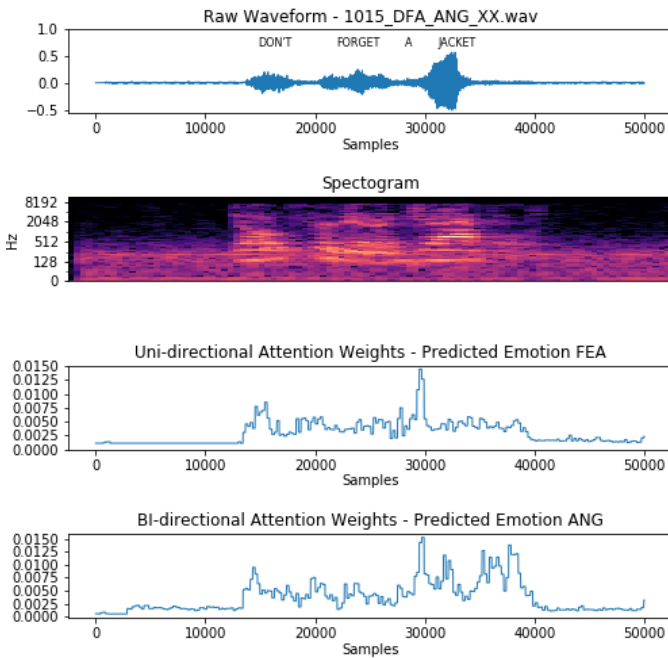 Raw Waveform - 1015_DFA_ANG_XX.wav
1.0
0.5
0.0
−0.5
DON'T FORGET A JACKET
0 10000 20000 30000 40000 50000
Samples
Spectogram
8192
2048
512
128
0
Hz
Uni-directional Attention Weights - Predicted Emotion FEA
0.0150
0.0125
0.0100
0.0075
0.0050
0.0025
0.0000
0 10000 20000 30000 40000 50000
Samples
BI-directional Attention Weights - Predicted Emotion ANG
0.0150
0.0125
0.0100
0.0075
0.0050
0.0025
0.0000
0 10000 20000 30000 40000 50000
Samples